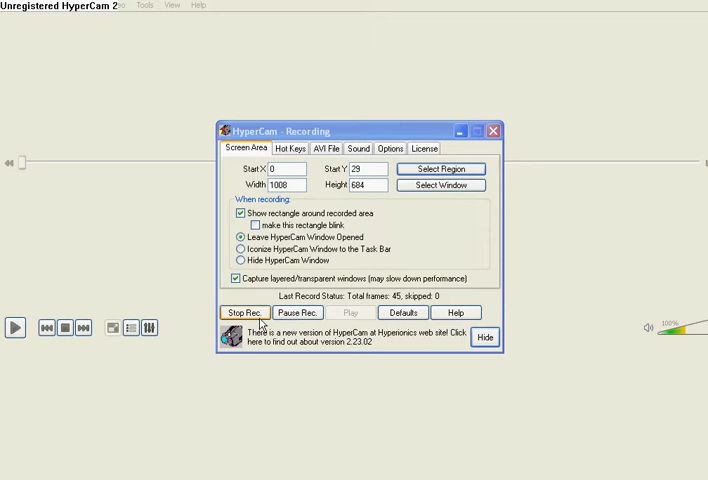 Unregistered HyperCam 2
Tools View Help
HyperCam - Recording
Screen Area Hot Keys AVI File Sound Options License
Start X 0 Start Y 29 Select Region
Width 1008 Height 684 Select Window
When recording:
Show rectangle around recorded area
make this rectangle blink
Leave HyperCam Window Opened
Iconize HyperCam Window to the Task Bar
Hide HyperCam Window
Capture layered/transparent windows (may slow down performance)
Last Record Status: Total frames: 45, skipped: 0
Stop Rec. Pause Rec. Play Defaults Help
There is a new version of HyperCam at Hyperionics web site! Click
here to find out about version 2.23.02
Hide
100%